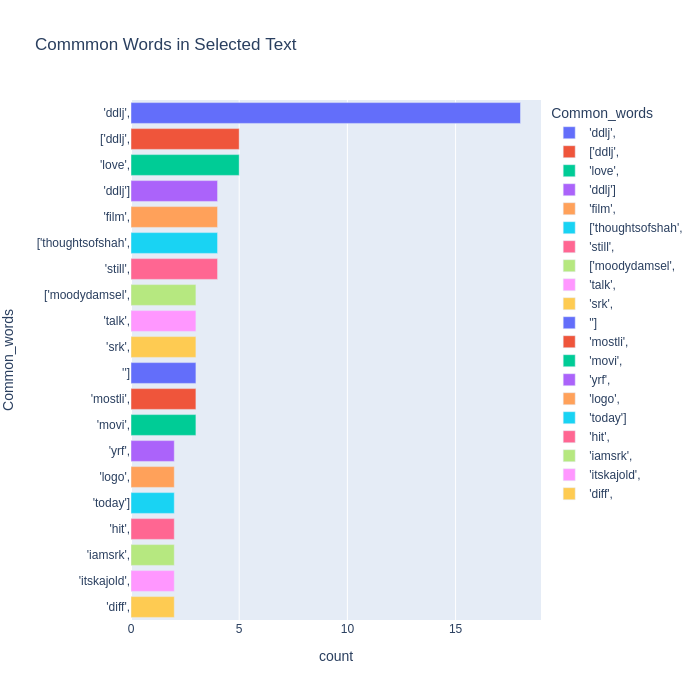 Commmon Words in Selected Text
Common_words
'ddlj',
['ddlj',
'love',
'ddlj']
'film',
['thoughtsofshah',
'still',
['moodydamsel',
'talk',
'srk',
'']
'mostli',
'movi',
'yrf',
'logo',
'today']
'hit',
'iamsrk',
'itskajold',
'diff',
0 5 10 15
count
Common_words
'ddlj',
['ddlj',
'love',
'ddlj']
'film',
['thoughtsofshah',
'still',
['moodydamsel',
'talk',
'srk',
'']
'mostli',
'movi',
'yrf',
'logo',
'today']
'hit',
'iamsrk',
'itskajold',
'diff',